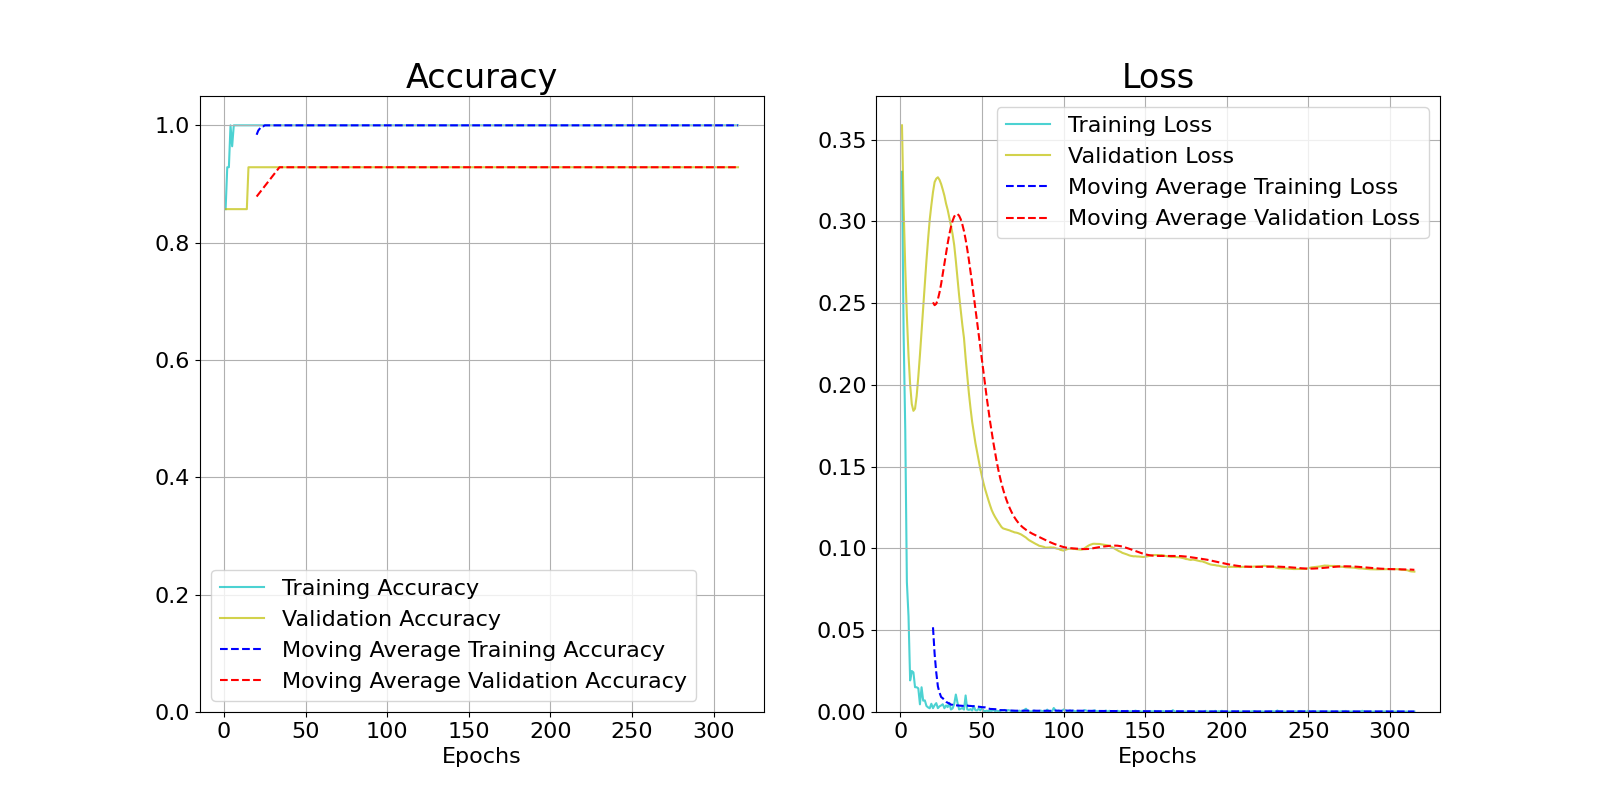 Accuracy
1.0
0.8
0.6
0.4
0.2
0.0
0
50
100
150
200
250
300
Epochs
Training Accuracy
Validation Accuracy
Moving Average Training Accuracy
Moving Average Validation Accuracy
Loss
0.35
0.30
0.25
0.20
0.15
0.10
0.05
0.00
0
50
100
150
200
250
300
Epochs
Training Loss
Validation Loss
Moving Average Training Loss
Moving Average Validation Loss